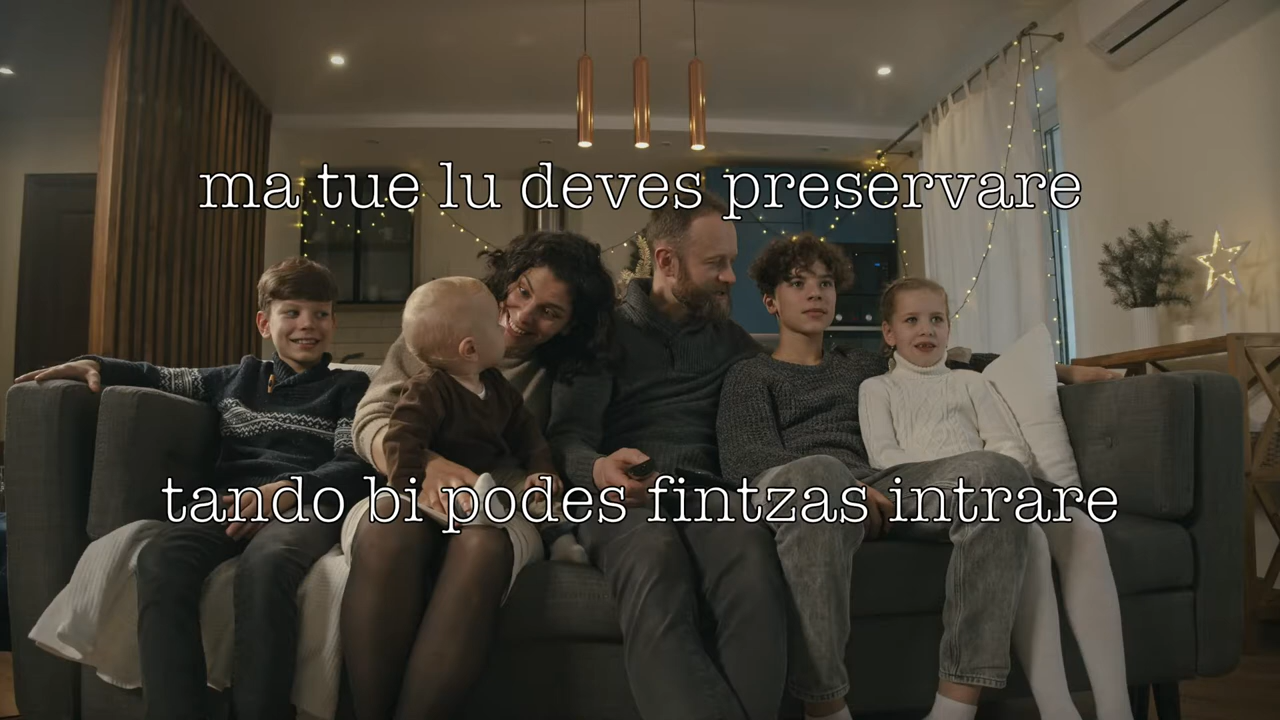 ma tue lu deves preservare
tando bi podes fintzas intrare